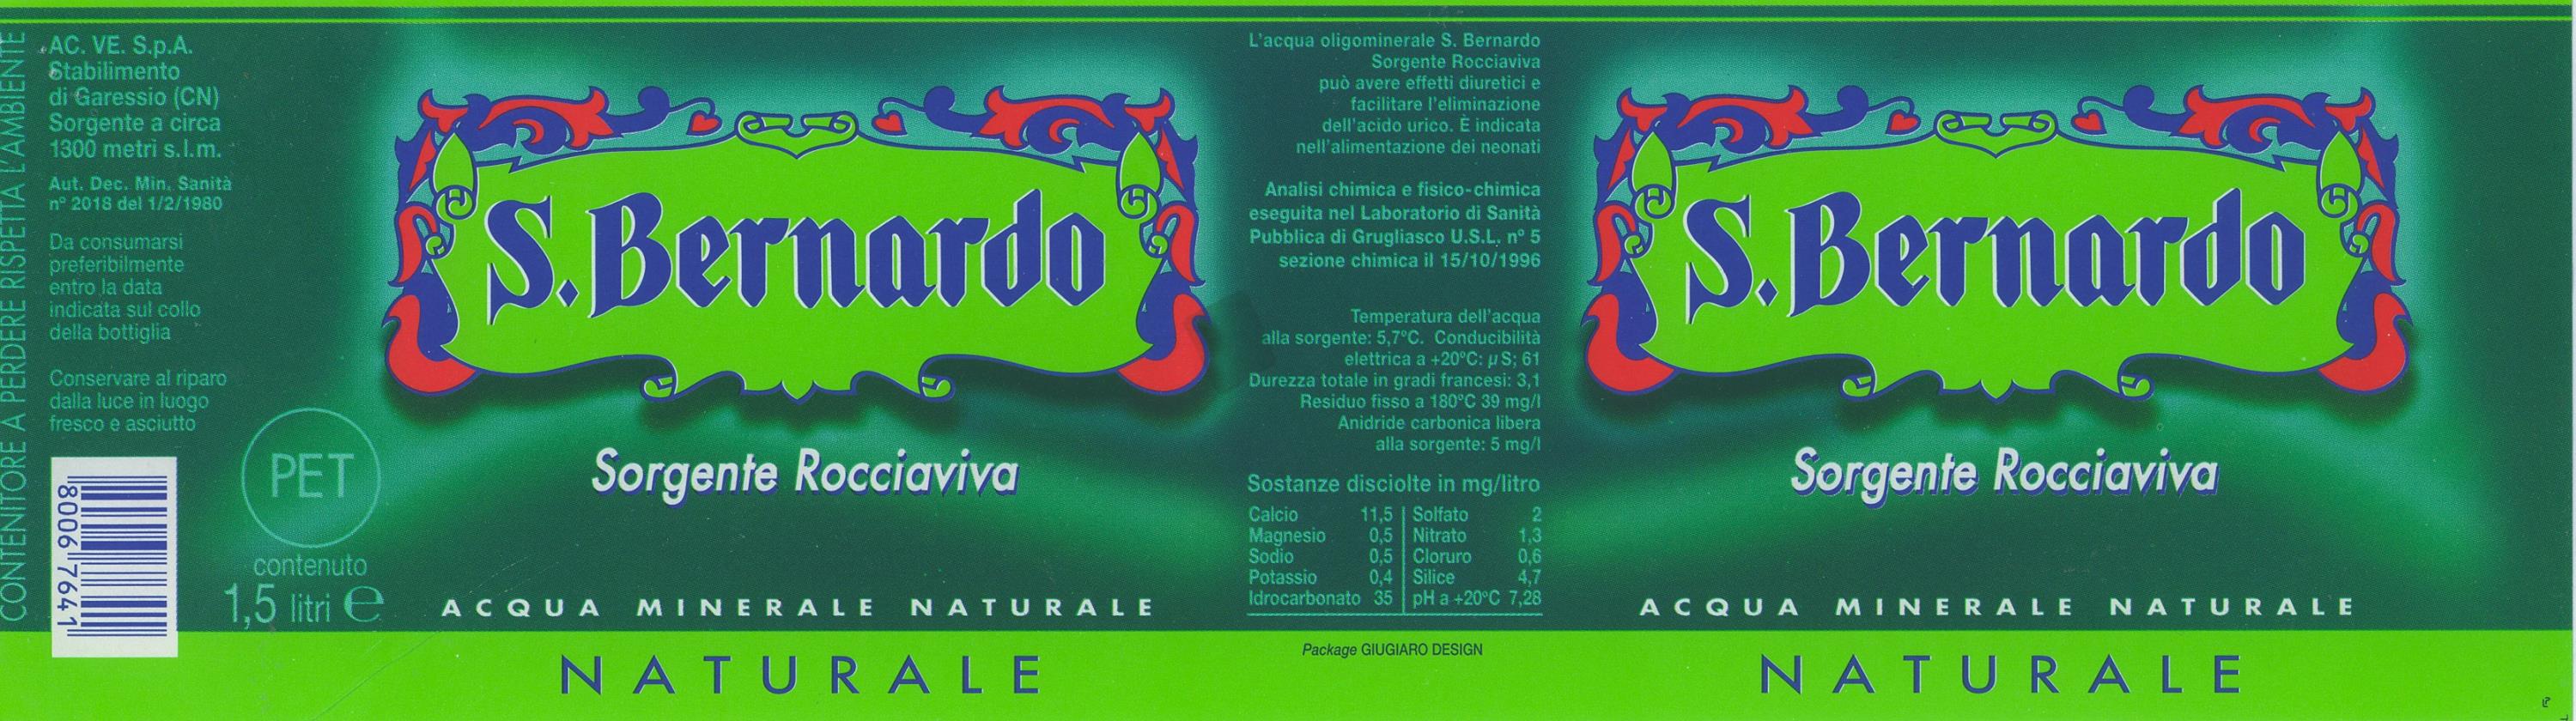 CONTENITORE A PERDERE RISPETTA L'AMBIENTE
AC. VE. S.p.A.
Stabilimento
di Garessio (CN)
Sorgente a circa
1300 metri s.l.m.
Aut. Dec. Min. Sanità
n° 2018 del 1/2/1980
Da consumarsi
preferibilmente
entro la data
indicata sul collo
della bottiglia
Conservare al riparo
dalla luce in luogo
fresco e asciutto
8006 7641
PET
contenuto
1,5 litri e
S. Bernardo
Sorgente Rocciaviva
ACQUA MINERALE NATURALE
NATURALE
L'acqua oligominerale S. Bernardo
Sorgente Rocciaviva
può avere effetti diuretici e
facilitare l'eliminazione
dell'acido urico. È indicata
nell'alimentazione dei neonati
Analisi chimica e fisico-chimica
eseguita nel Laboratorio di Sanità
Pubblica di Grugliasco U.S.L. n° 5
sezione chimica il 15/10/1996
Temperatura dell'acqua
alla sorgente: 5,7°C. Conducibilità
elettrica a +20°C: µS; 61
Durezza totale in gradi francesi: 3,1
Residuo fisso a 180°C 39 mg/l
Anidride carbonica libera
alla sorgente: 5 mg/l
Sostanze disciolte in mg/litro
Calcio 11,5 Solfato 2
Magnesio 0,5 Nitrato 1,3
Sodio 0,5 Cloruro 0,6
Potassio 0,4 Silice 4,7
Idrocarbonato 35 pH a +20°C 7,28
Package GIUGIARO DESIGN
S. Bernardo
Sorgente Rocciaviva
ACQUA MINERALE NATURALE
NATURALE